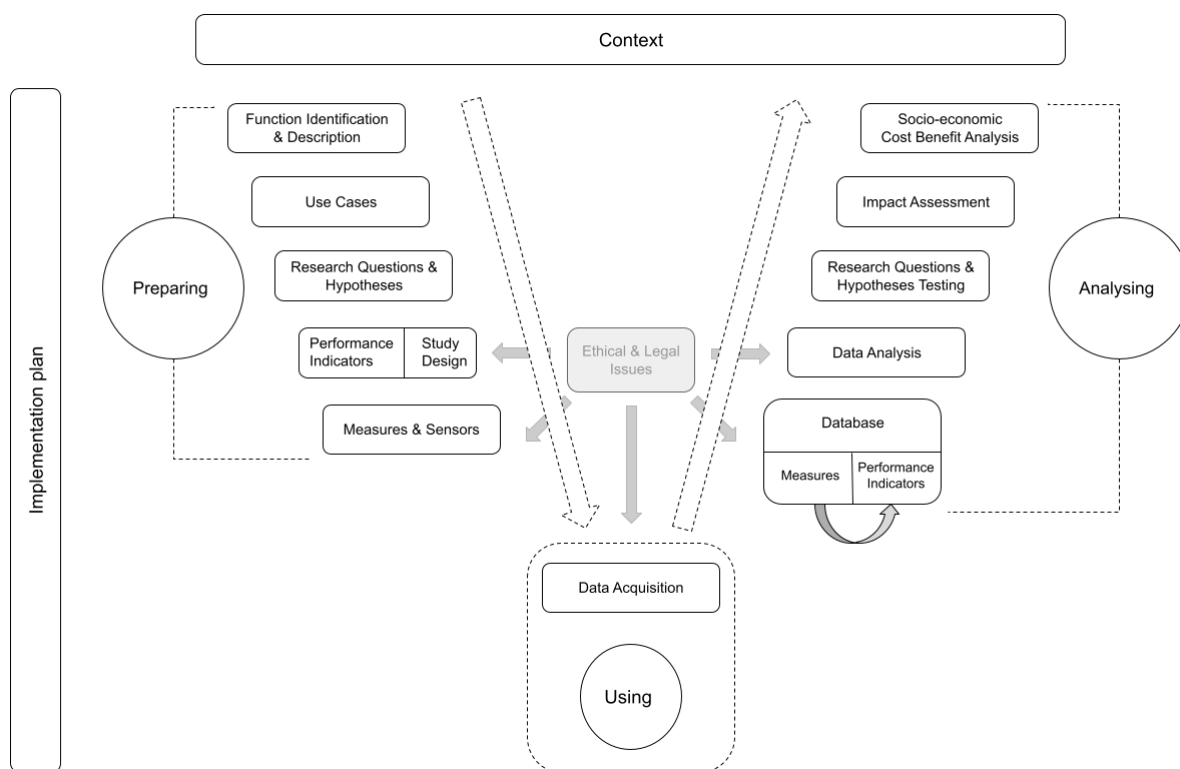 Context
Implementation plan
Preparing
Function Identification
& Description
Use Cases
Research Questions &
Hypotheses
Performance
Indicators
Study
Design
Measures & Sensors
Ethical & Legal
Issues
Data Acquisition
Using
Socio-economic
Cost Benefit Analysis
Impact Assessment
Research Questions &
Hypotheses Testing
Data Analysis
Database
Measures
Performance
Indicators
Analysing